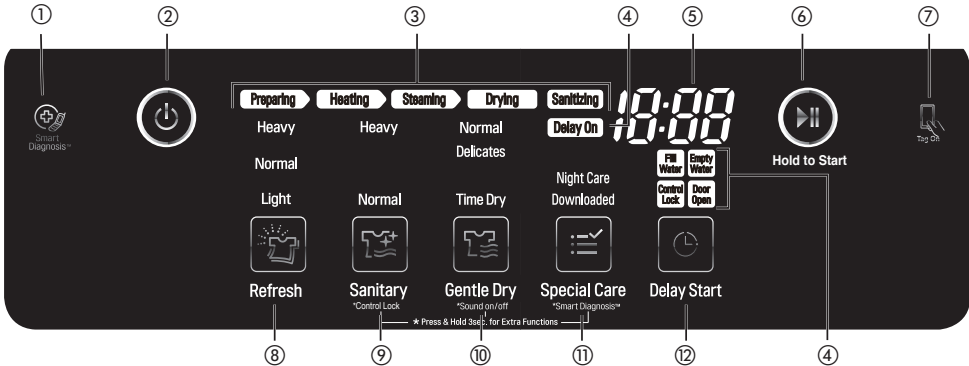 ① ② ③ ④ ⑤ ⑥ ⑦
Preparing Heating Steaming Drying Sanitizing 18:88
Smart
Diagnosis™
Heavy Heavy Normal Delay On
Delicates
Tag On
Hold to Start
Normal
Fill
Water
Empty
Water
Night Care
Control
Lock
Door
Open
Light Normal Time Dry Downloaded
④
Refresh Sanitary Gentle Dry Special Care Delay Start
*Control Lock *Sound on/off *Smart Diagnosis™
* Press & Hold 3sec. for Extra Functions
⑧ ⑨ ⑩ ⑪ ⑫